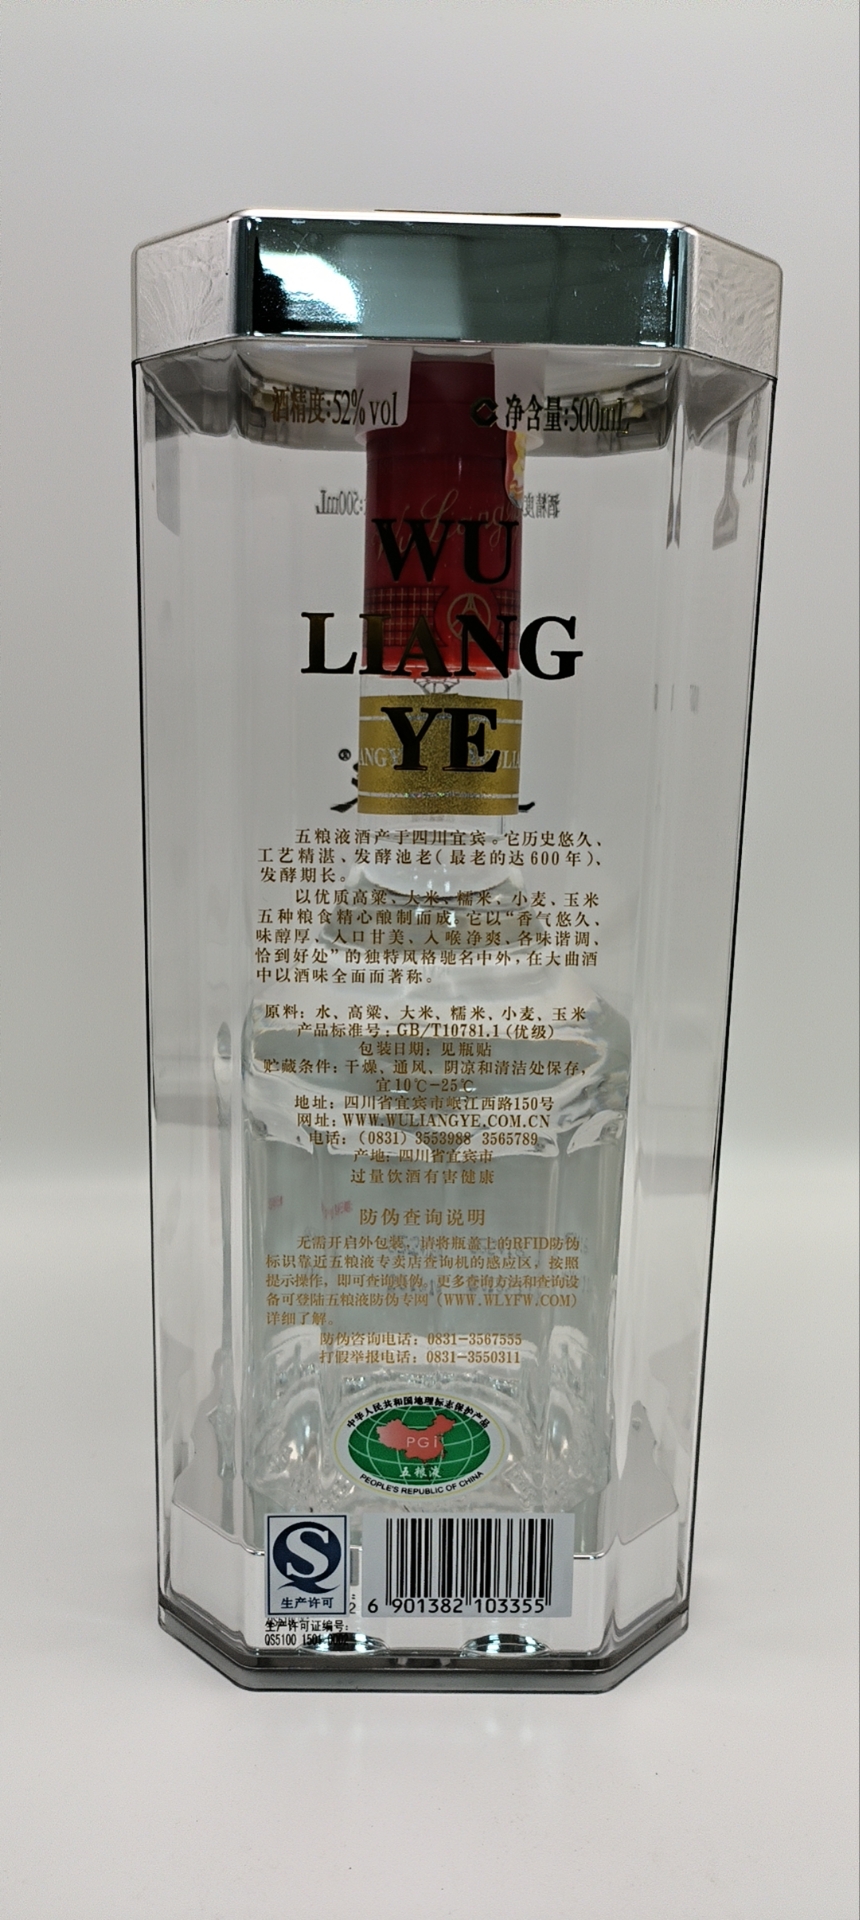 酒精度:52%vol
净含量:500mL
WU
LIANG
YE
五粮液酒产于四川宜宾。它历史悠久、
工艺精湛、发酵池老(最老的达600年)、
发酵期长。
以优质高粱、大米、糯米、小麦、玉米
五种粮食精心酿制而成。它以“香气悠久、
味醇厚、入口甘美、入喉净爽、各味谐调、
恰到好处”的独特风格驰名中外,在大曲酒
中以酒味全面而著称。
原料: 水、高粱、大米、糯米、小麦、玉米
产品标准号: GB/T10781.1(优级)
包装日期: 见瓶贴
贮藏条件: 干燥、通风、阴凉和清洁处保存,
宜10℃-25℃
地址: 四川省宜宾市岷江西路150号
网址: WWW.WULIANGYE.COM.CN
电话: (0831) 3553988 3565789
产地: 四川省宜宾市
过量饮酒有害健康
防伪查询说明
无需开启外包装, 请将瓶盖上的RFID防伪
标识靠近五粮液专卖店查询机的感应区, 按照
提示操作, 即可查询真伪。更多查询方法和查询设
备可登陆五粮液防伪专网 (WWW.WLYFW.COM)
详细了解。
防伪咨询电话: 0831-3567555
打假举报电话: 0831-3550311
中华人民共和国地理标志保护产品
PGI
五粮液
PEOPLE'S REPUBLIC OF CHINA
生产许可
6 901382 103355
生产许可证编号:
QS5100 1501